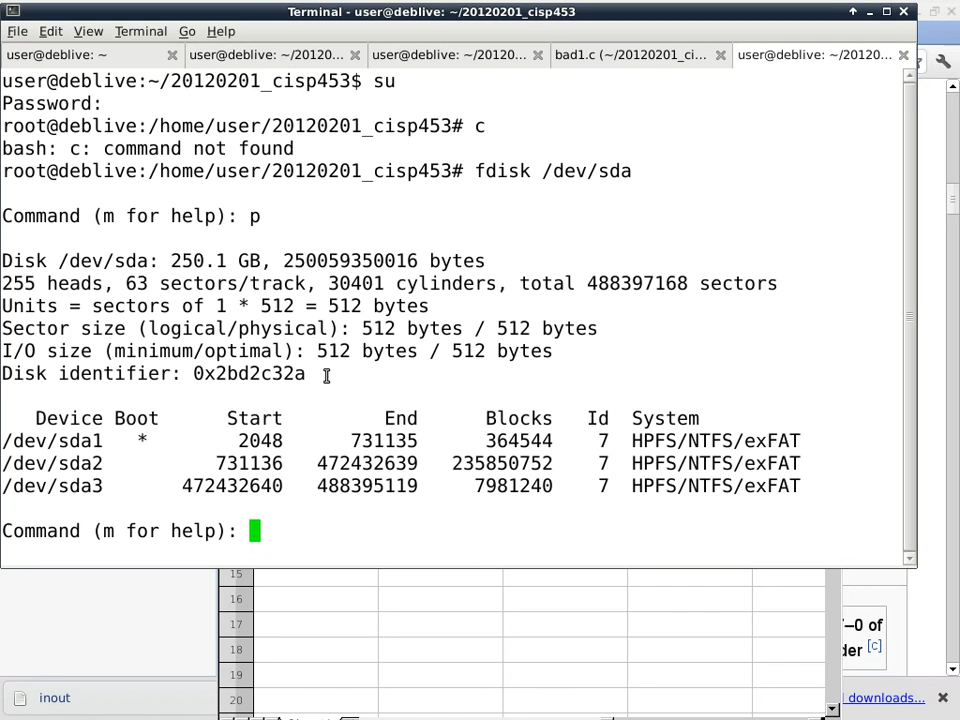 Terminal - user@deblive: ~/20120201_cisp453
File Edit View Terminal Go Help
user@deblive: ~
user@deblive: ~/20120...
user@deblive: ~/20120...
bad1.c (~/20120201_ci...
user@deblive: ~/20120...
user@deblive:~/20120201_cisp453$ su
Password:
root@deblive:/home/user/20120201_cisp453# c
bash: c: command not found
root@deblive:/home/user/20120201_cisp453# fdisk /dev/sda
Command (m for help): p
Disk /dev/sda: 250.1 GB, 250059350016 bytes
255 heads, 63 sectors/track, 30401 cylinders, total 488397168 sectors
Units = sectors of 1 * 512 = 512 bytes
Sector size (logical/physical): 512 bytes / 512 bytes
I/O size (minimum/optimal): 512 bytes / 512 bytes
Disk identifier: 0x2bd2c32a
Device Boot Start End Blocks Id System
/dev/sda1 * 2048 731135 364544 7 HPFS/NTFS/exFAT
/dev/sda2 731136 472432639 235850752 7 HPFS/NTFS/exFAT
/dev/sda3 472432640 488395119 7981240 7 HPFS/NTFS/exFAT
Command (m for help):
15
16
17
18
19
20
–0 of
der [c]
inout
downloads...